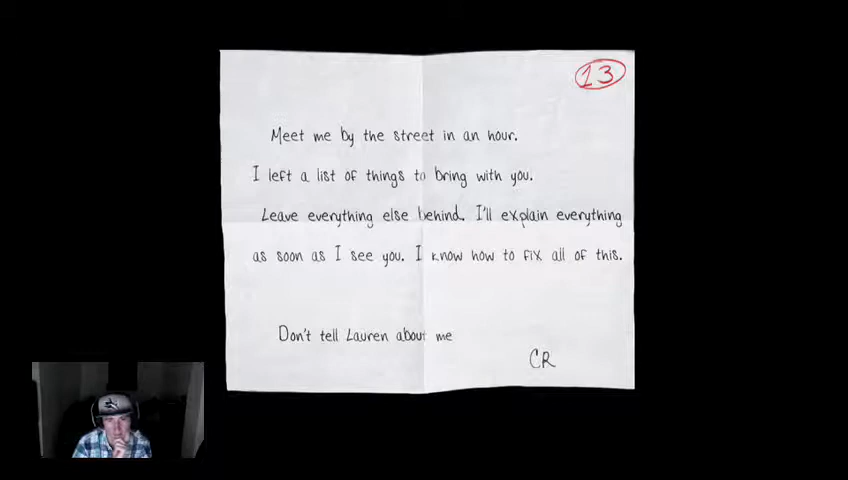 13
Meet me by the street in an hour.
I left a list of things to bring with you.
Leave everything else behind. I'll explain everything
as soon as I see you. I know how to fix all of this.
Don't tell Lauren about me
CR